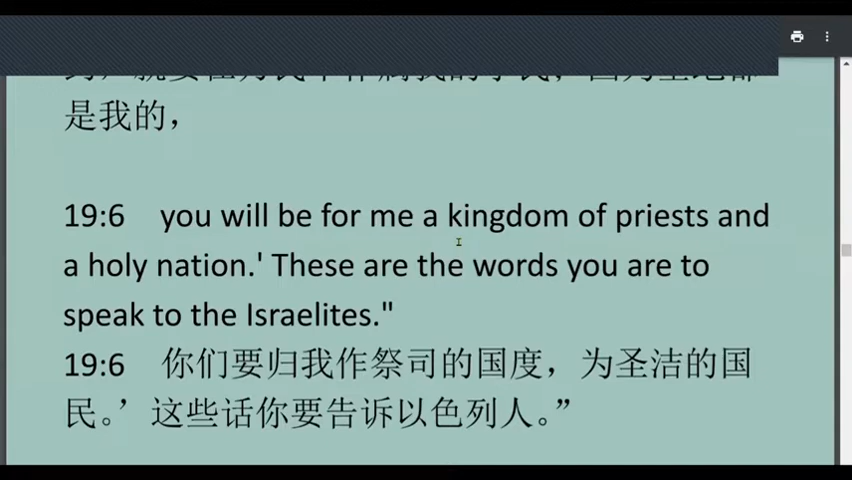 是我的，
19:6 you will be for me a kingdom of priests and
a holy nation.' These are the words you are to
speak to the Israelites."
19:6 你们要归我作祭司的国度，为圣洁的国
民。’这些话你要告诉以色列人。”